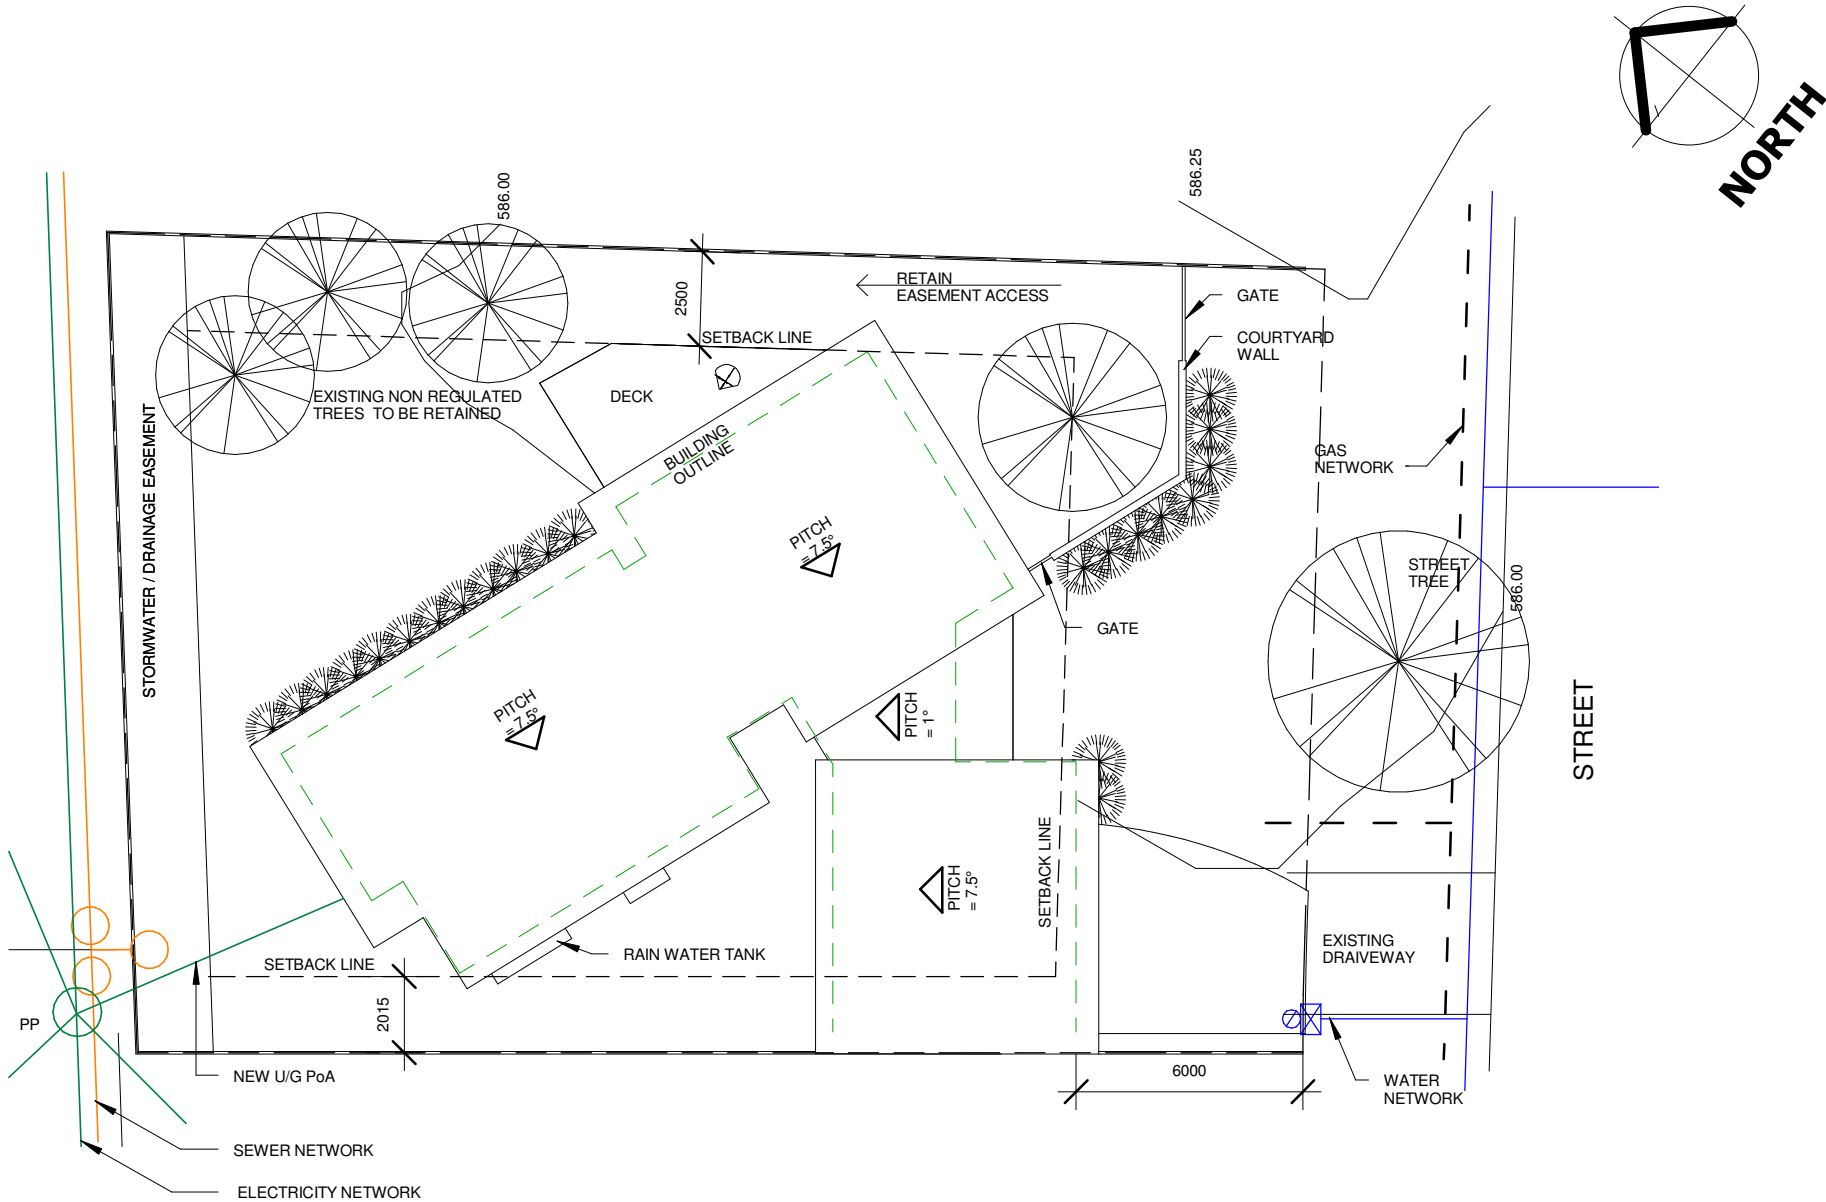 NORTH
586.25
586.00
RETAIN
EASEMENT ACCESS
GATE
2500
SETBACK LINE
COURTYARD
WALL
EXISTING NON REGULATED
TREES  TO BE RETAINED
DECK
BUILDING
OUTLINE
GAS
NETWORK
STORMWATER / DRAINAGE EASEMENT
PITCH
= 7.5°
STREET
TREE
586.00
GATE
PITCH
= 7.5°
PITCH
= 1°
STREET
PITCH
= 7.5°
SETBACK LINE
EXISTING
DRAIVEWAY
RAIN WATER TANK
SETBACK LINE
2015
PP
NEW U/G PoA
6000
WATER
NETWORK
SEWER NETWORK
ELECTRICITY NETWORK